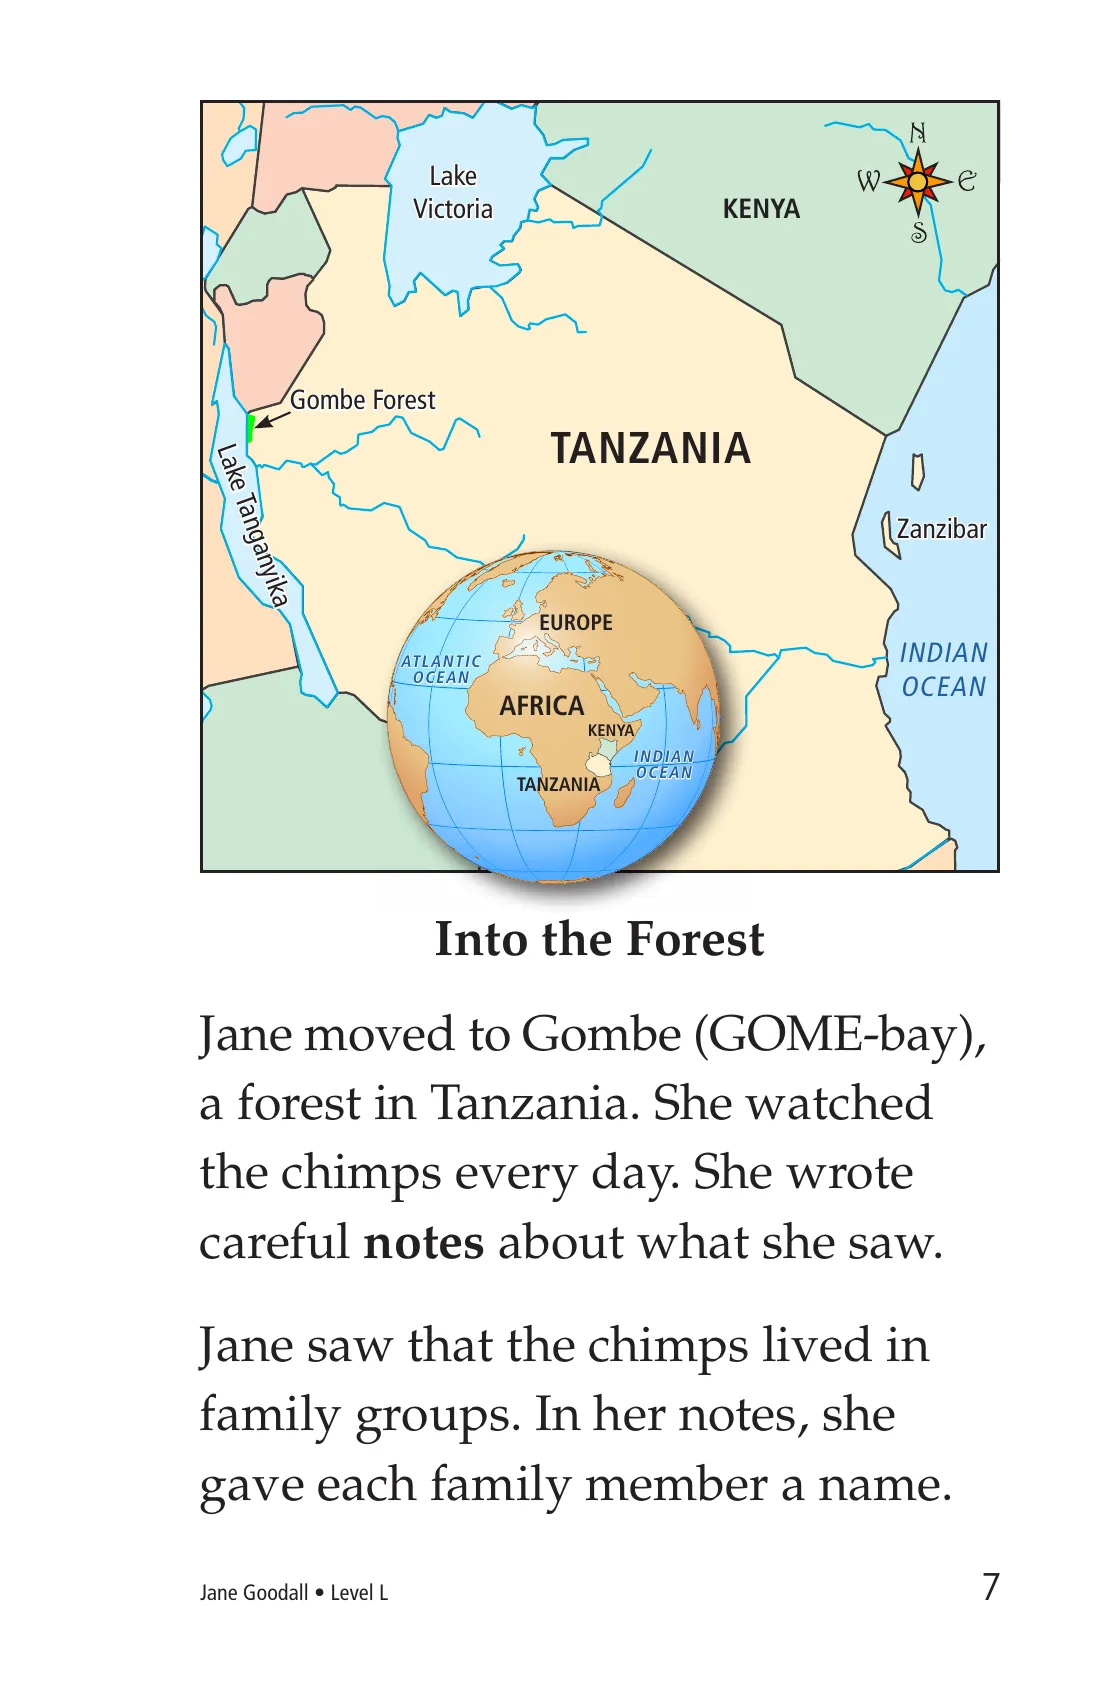 Lake
Victoria
KENYA
N
W
E
S
Gombe Forest
TANZANIA
Lake Tanganyika
Zanzibar
INDIAN
OCEAN
EUROPE
ATLANTIC
OCEAN
AFRICA
KENYA
INDIAN
OCEAN
TANZANIA
Into the Forest
Jane moved to Gombe (GOME-bay),
a forest in Tanzania. She watched
the chimps every day. She wrote
careful notes about what she saw.
Jane saw that the chimps lived in
family groups. In her notes, she
gave each family member a name.
Jane Goodall • Level L
7